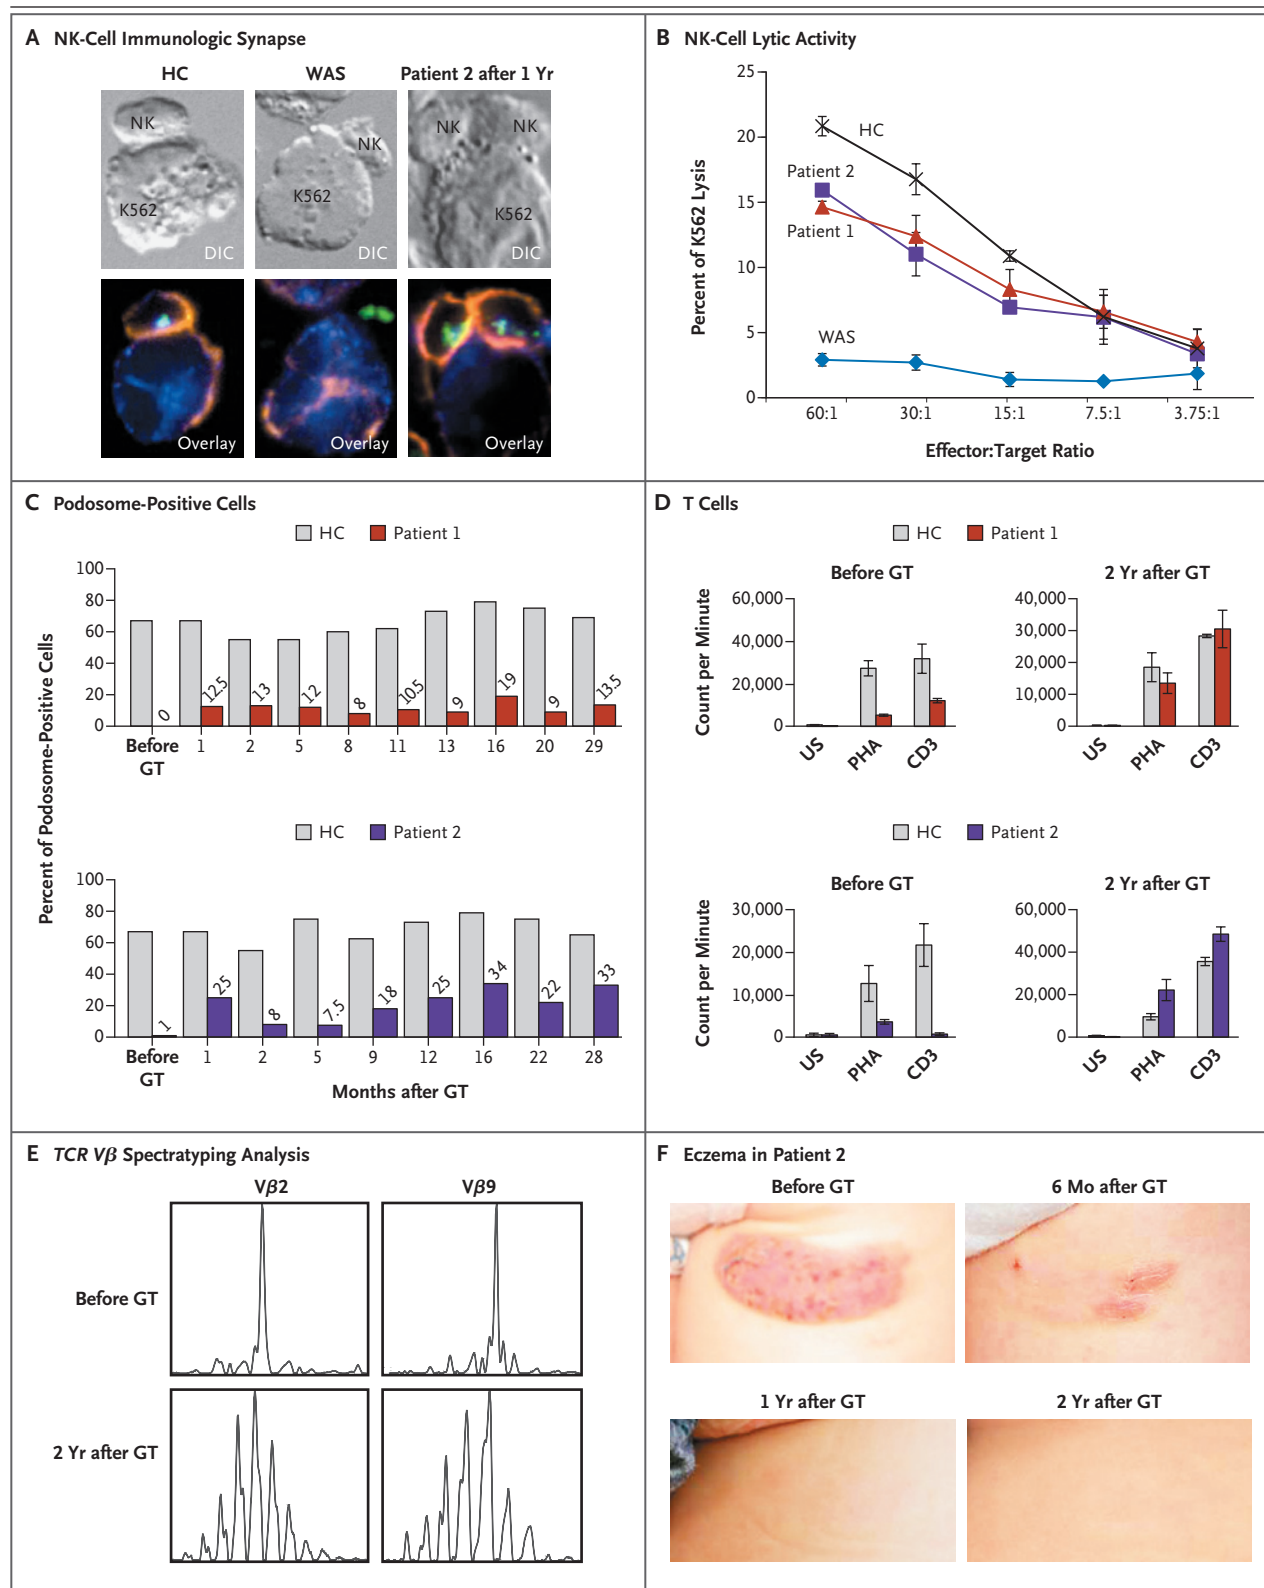 A NK-Cell Immunologic Synapse
HC WAS Patient 2 after 1 Yr
NK NK NK NK
K562 K562 K562
DIC DIC DIC
Overlay Overlay Overlay
B NK-Cell Lytic Activity
Percent of K562 Lysis
25
20
15
10
5
0
HC
Patient 2
Patient 1
WAS
60:1 30:1 15:1 7.5:1 3.75:1
Effector:Target Ratio
C Podosome-Positive Cells
HC Patient 1
Percent of Podosome-Positive Cells
100
80
60
40
20
0
0 12.5 13 12 8 10.5 9 19 9 13.5
Before GT 1 2 5 8 11 13 16 20 29
HC Patient 2
100
80
60
40
20
0
1 25 8 7.5 18 25 34 22 33
Before GT 1 2 5 9 12 16 22 28
Months after GT
D T Cells
HC Patient 1
Before GT
Count per Minute
60,000
40,000
20,000
0
US PHA CD3
2 Yr after GT
40,000
30,000
20,000
10,000
0
US PHA CD3
HC Patient 2
Before GT
Count per Minute
30,000
20,000
10,000
0
US PHA CD3
2 Yr after GT
60,000
40,000
20,000
0
US PHA CD3
E TCR Vβ Spectratyping Analysis
Vβ2 Vβ9
Before GT
2 Yr after GT
F Eczema in Patient 2
Before GT 6 Mo after GT
1 Yr after GT 2 Yr after GT